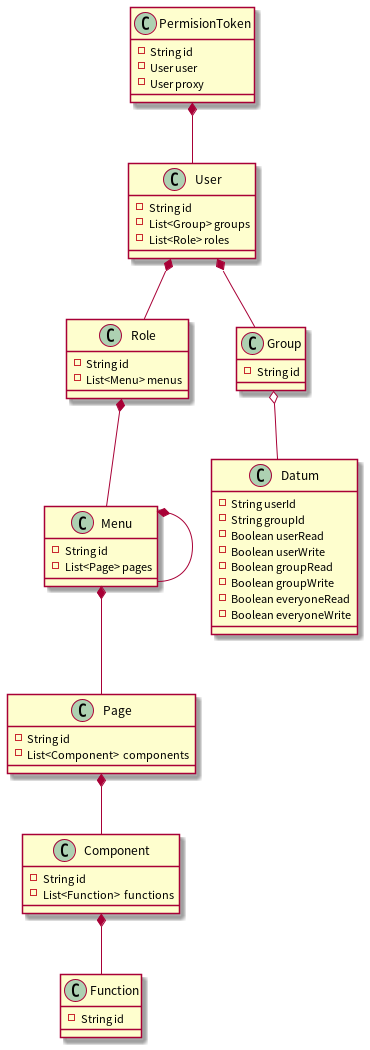 C PermisionToken
String id
User user
User proxy
C User
String id
List<Group> groups
List<Role> roles
C Role
String id
List<Menu> menus
C Group
String id
C Menu
String id
List<Page> pages
C Datum
String userId
String groupId
Boolean userRead
Boolean userWrite
Boolean groupRead
Boolean groupWrite
Boolean everyoneRead
Boolean everyoneWrite
C Page
String id
List<Component> components
C Component
String id
List<Function> functions
C Function
String id